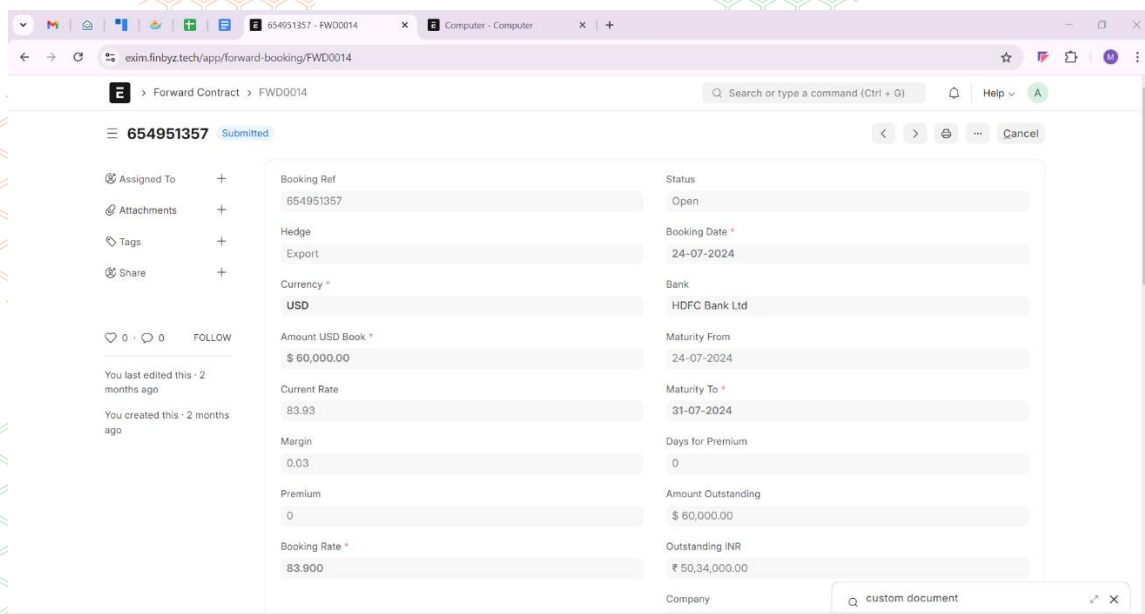 654951357 - FWD0014
Computer - Computer
exim.finbyz.tech/app/forward-booking/FWD0014
M
E > Forward Contract > FWD0014
Search or type a command (Ctrl + G)
Help
A
654951357 Submitted
Cancel
Assigned To
Attachments
Tags
Share
0 · 0 FOLLOW
You last edited this · 2
months ago
You created this · 2 months
ago
Booking Ref
654951357
Hedge
Export
Currency *
USD
Amount USD Book *
$ 60,000.00
Current Rate
83.93
Margin
0.03
Premium
0
Booking Rate *
83.900
Status
Open
Booking Date *
24-07-2024
Bank
HDFC Bank Ltd
Maturity From
24-07-2024
Maturity To *
31-07-2024
Days for Premium
0
Amount Outstanding
$ 60,000.00
Outstanding INR
₹ 50,34,000.00
Company
custom document